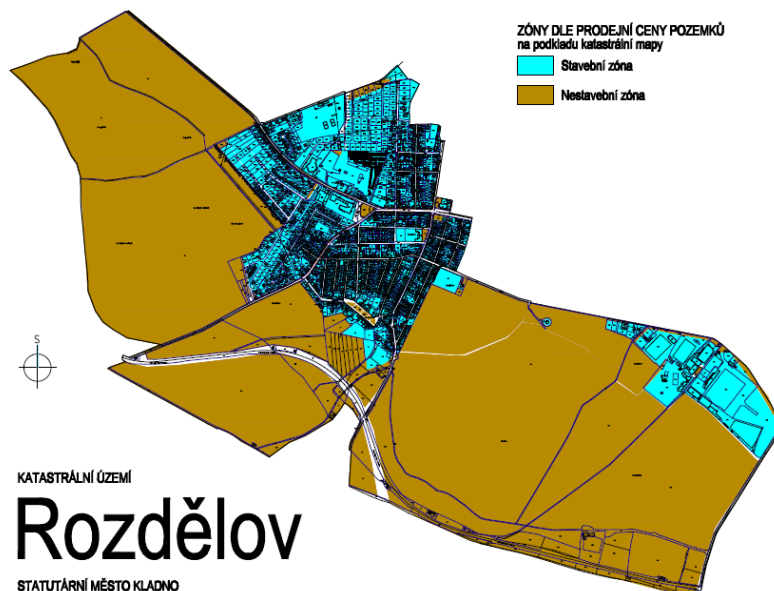 ZÓNY DLE PRODEJNÍ CENY POZEMKŮ
na podkladu katastrální mapy
Stavební zóna
Nestavební zóna
S
KATASTRÁLNÍ ÚZEMÍ
Rozdělov
STATUTÁRNÍ MĚSTO KLADNO